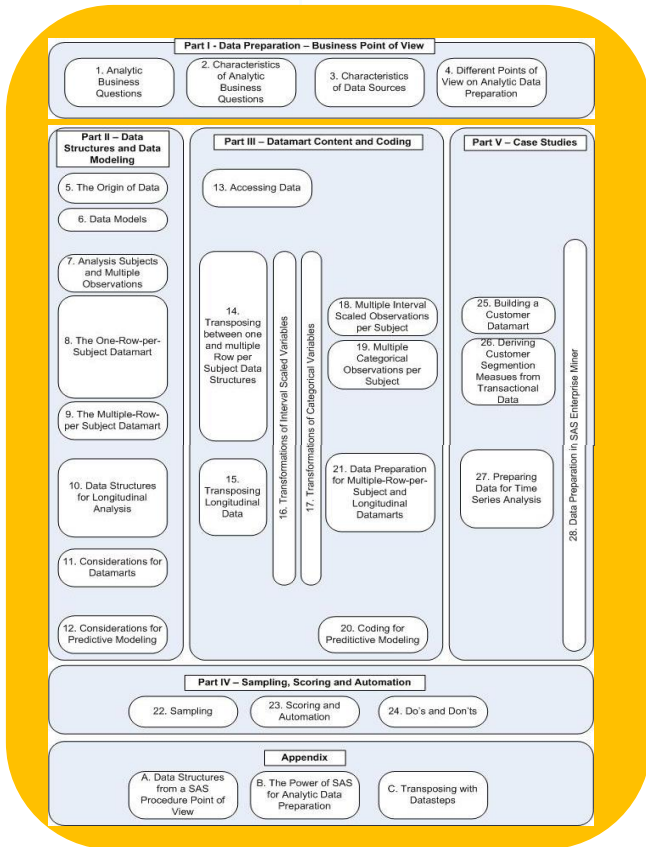 Part I - Data Preparation – Business Point of View
1. Analytic
Business
Questions
2. Characteristics
of Analytic
Business
Questions
3. Characteristics
of Data Sources
4. Different Points of
View on Analytic Data
Preparation
Part II – Data
Structures and Data
Modeling
5. The Origin of Data
6. Data Models
7. Analysis Subjects
and Multiple
Observations
8. The One-Row-per-
Subject Datamart
9. The Multiple-Row-
per Subject Datamart
10. Data Structures
for Longitudinal
Analysis
11. Considerations for
Datamarts
12. Considerations for
Predictive Modeling
Part III – Datamart Content and Coding
13. Accessing Data
14.
Transposing
between one
and multiple
Row per
Subject Data
Structures
15.
Transposing
Longitudinal
Data
16. Transformations of Interval Scaled Variables
17. Transformations of Categorical Variables
18. Multiple Interval
Scaled Observations
per Subject
19. Multiple
Categorical
Observations per
Subject
21. Data Preparation
for Multiple-Row-per-
Subject and
Longitudinal
Datamarts
20. Coding for
Preditictive Modeling
Part V – Case Studies
25. Building a
Customer
Datamart
26. Deriving
Customer
Segmention
Measues from
Transactional
Data
27. Preparing
Data for Time
Series Analysis
28. Data Preparation in SAS Enterprise Miner
Part IV – Sampling, Scoring and Automation
22. Sampling
23. Scoring and
Automation
24. Do's and Don'ts
Appendix
A. Data Structures
from a SAS
Procedure Point of
View
B. The Power of SAS
for Analytic Data
Preparation
C. Transposing with
Datasteps